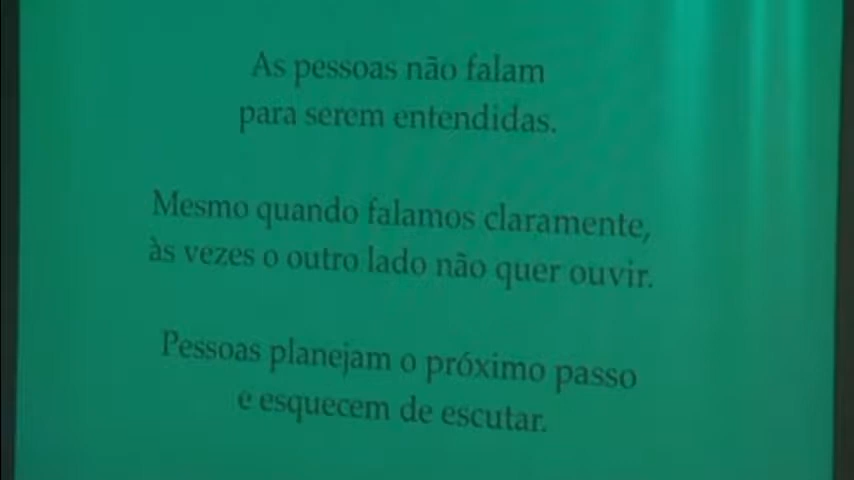 As pessoas não falam
para serem entendidas.
Mesmo quando falamos claramente,
às vezes o outro lado não quer ouvir.
Pessoas planejam o próximo passo
e esquecem de escutar.